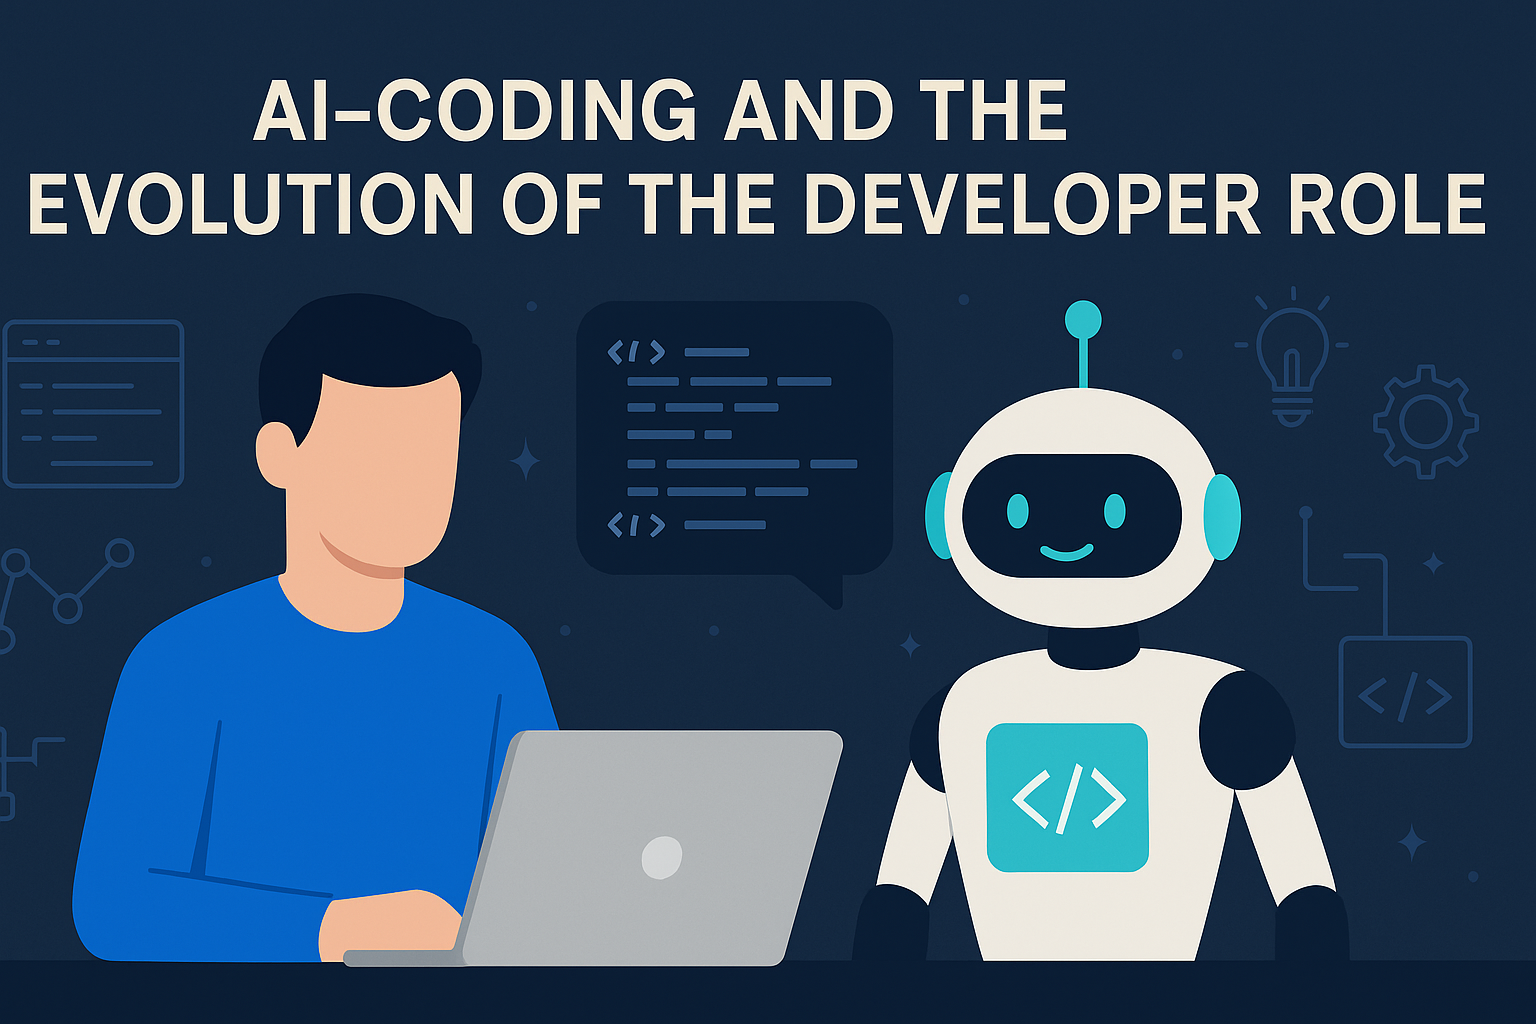 AI-CODING AND THE
EVOLUTION OF THE DEVELOPER ROLE
</>
</>
</>
</>